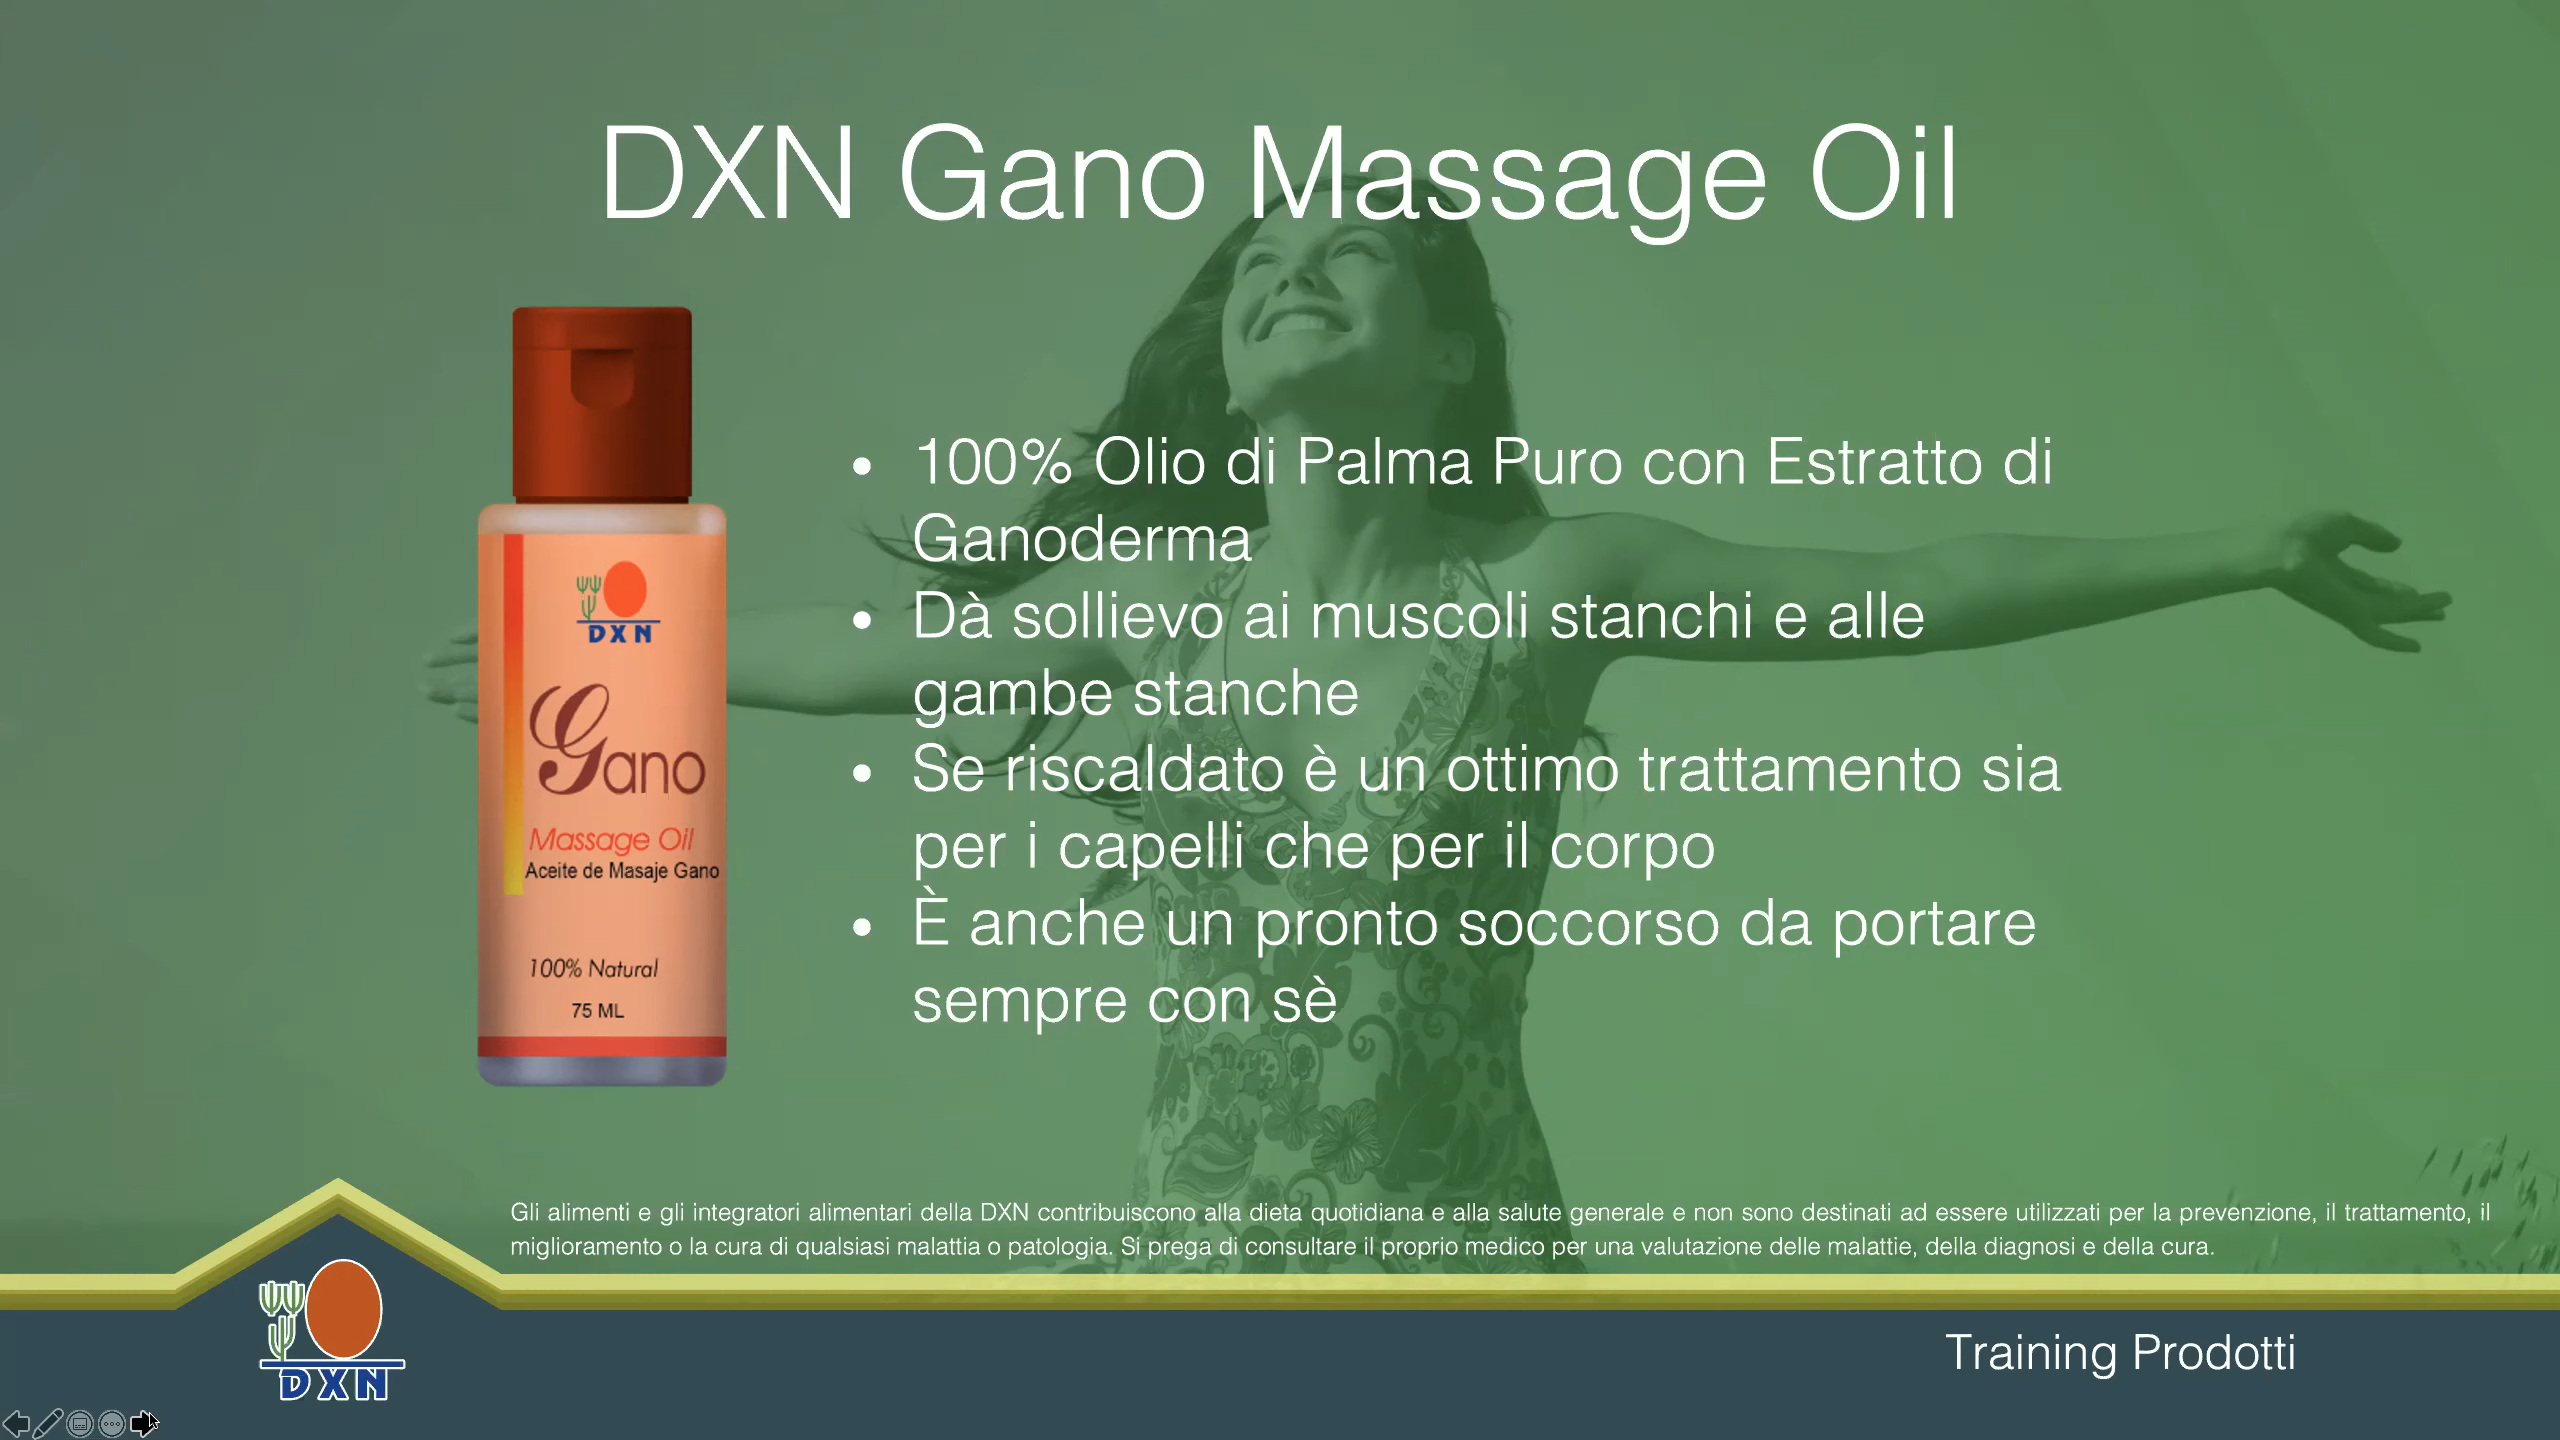 DXN Gano Massage Oil
DXN
Gano
Massage Oil
Aceite de Masaje Gano
100% Natural
75 ML
• 100% Olio di Palma Puro con Estratto di
Ganoderma
• Dà sollievo ai muscoli stanchi e alle
gambe stanche
• Se riscaldato è un ottimo trattamento sia
per i capelli che per il corpo
• È anche un pronto soccorso da portare
sempre con sè
Gli alimenti e gli integratori alimentari della DXN contribuiscono alla dieta quotidiana e alla salute generale e non sono destinati ad essere utilizzati per la prevenzione, il trattamento, il
miglioramento o la cura di qualsiasi malattia o patologia. Si prega di consultare il proprio medico per una valutazione delle malattie, della diagnosi e della cura.
DXN
Training Prodotti